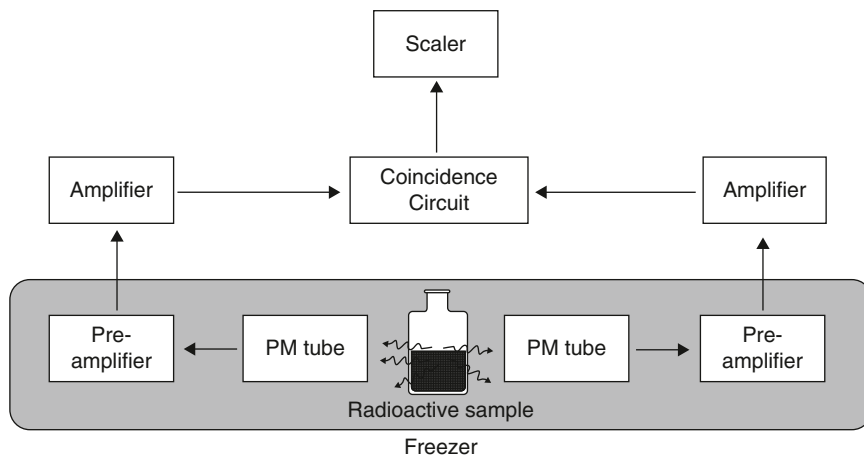 Scaler
Amplifier
Coincidence
Circuit
Amplifier
Pre-
amplifier
PM tube
PM tube
Pre-
amplifier
Radioactive sample
Freezer